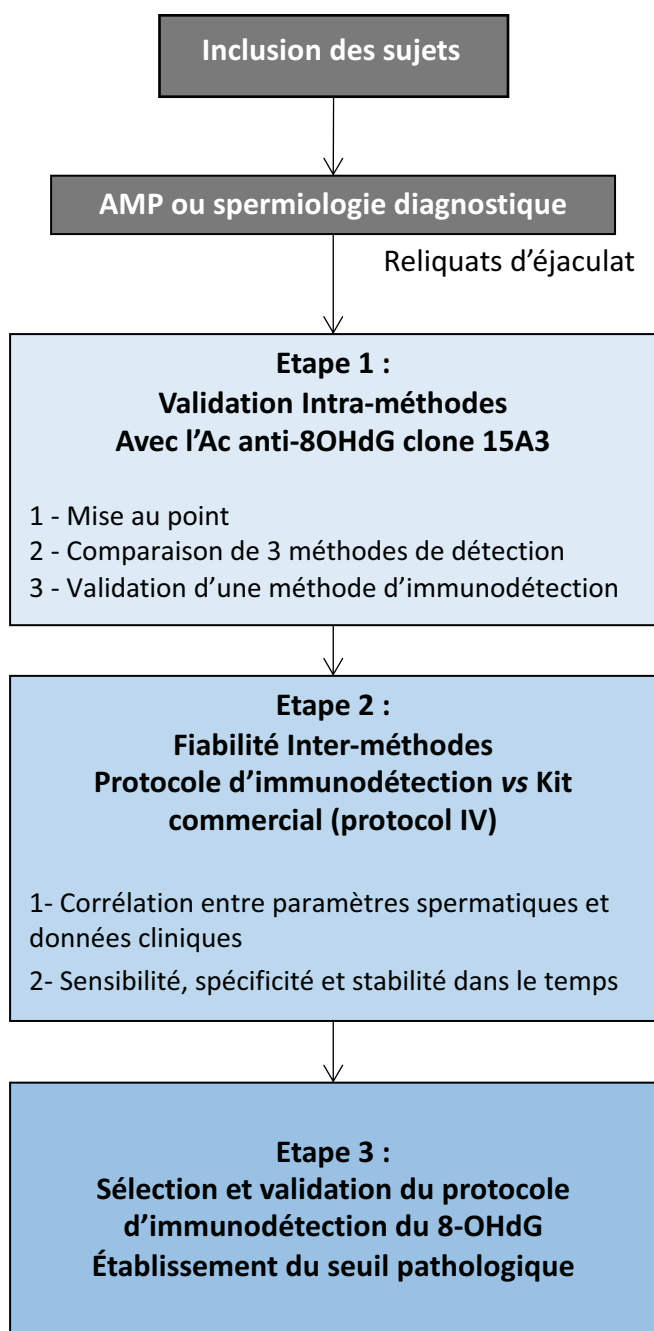 Inclusion des sujets
AMP ou spermiologie diagnostique
Reliquats d'éjaculat
Etape 1 :
Validation Intra-méthodes
Avec l'Ac anti-8OHdG clone 15A3
1 - Mise au point
2 - Comparaison de 3 méthodes de détection
3 - Validation d'une méthode d'immunodétection
Etape 2 :
Fiabilité Inter-méthodes
Protocole d'immunodétection vs Kit
commercial (protocol IV)
1- Corrélation entre paramètres spermatiques et
données cliniques
2- Sensibilité, spécificité et stabilité dans le temps
Etape 3 :
Sélection et validation du protocole
d'immunodétection du 8-OHdG
Établissement du seuil pathologique